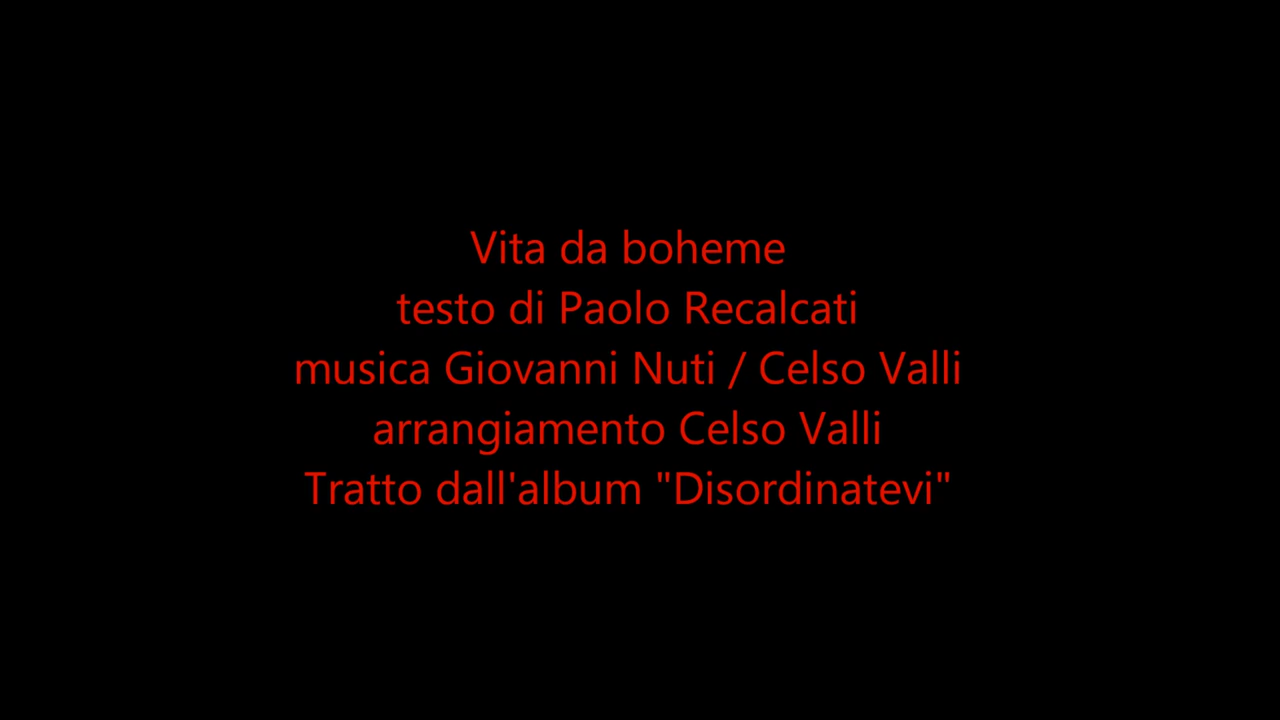 Vita da boheme
testo di Paolo Recalcati
musica Giovanni Nuti / Celso Valli
arrangiamento Celso Valli
Tratto dall'album "Disordinatevi"